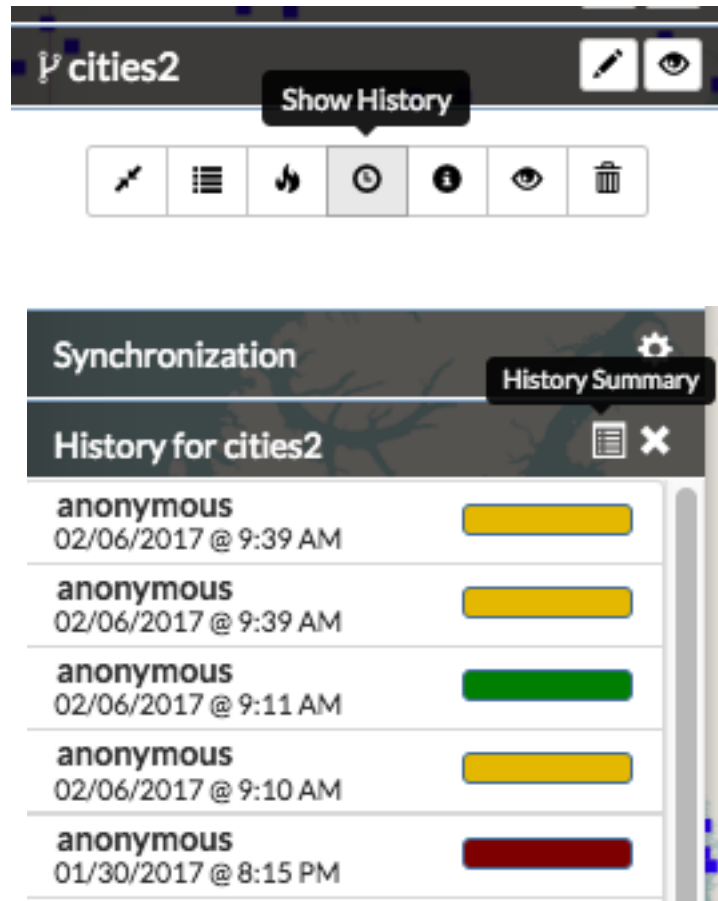 cities2
Show History
Synchronization
History Summary
History for cities2
anonymous
02/06/2017 @ 9:39 AM
anonymous
02/06/2017 @ 9:39 AM
anonymous
02/06/2017 @ 9:11 AM
anonymous
02/06/2017 @ 9:10 AM
anonymous
01/30/2017 @ 8:15 PM